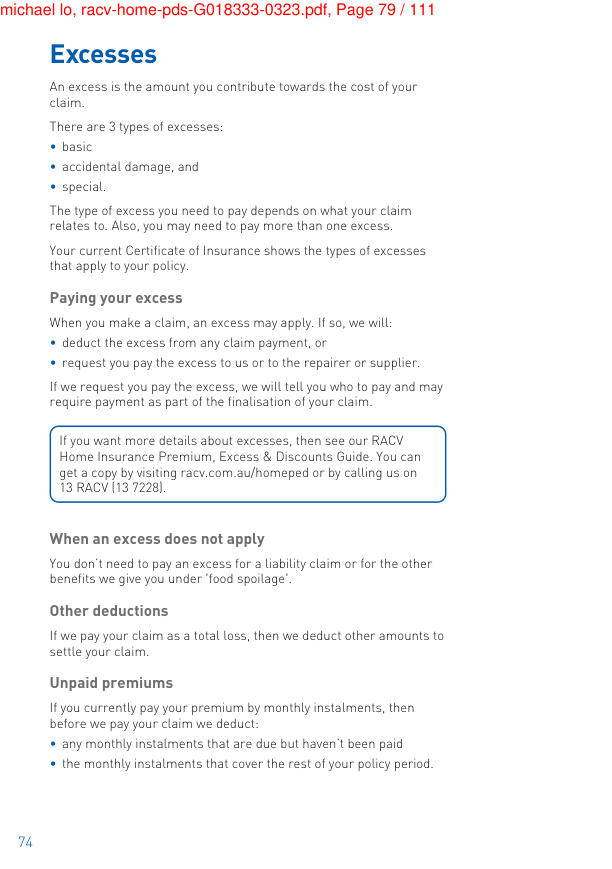 michael lo, racv-home-pds-G018333-0323.pdf, Page 79 / 111
Excesses
An excess is the amount you contribute towards the cost of your
claim.
There are 3 types of excesses:
• basic
• accidental damage, and
• special.
The type of excess you need to pay depends on what your claim
relates to. Also, you may need to pay more than one excess.
Your current Certificate of Insurance shows the types of excesses
that apply to your policy.
Paying your excess
When you make a claim, an excess may apply. If so, we will:
• deduct the excess from any claim payment, or
• request you pay the excess to us or to the repairer or supplier.
If we request you pay the excess, we will tell you who to pay and may
require payment as part of the finalisation of your claim.
If you want more details about excesses, then see our RACV
Home Insurance Premium, Excess & Discounts Guide. You can
get a copy by visiting racv.com.au/homeped or by calling us on
13 RACV (13 7228).
When an excess does not apply
You don't need to pay an excess for a liability claim or for the other
benefits we give you under 'food spoilage'.
Other deductions
If we pay your claim as a total loss, then we deduct other amounts to
settle your claim.
Unpaid premiums
If you currently pay your premium by monthly instalments, then
before we pay your claim we deduct:
• any monthly instalments that are due but haven't been paid
• the monthly instalments that cover the rest of your policy period.
74